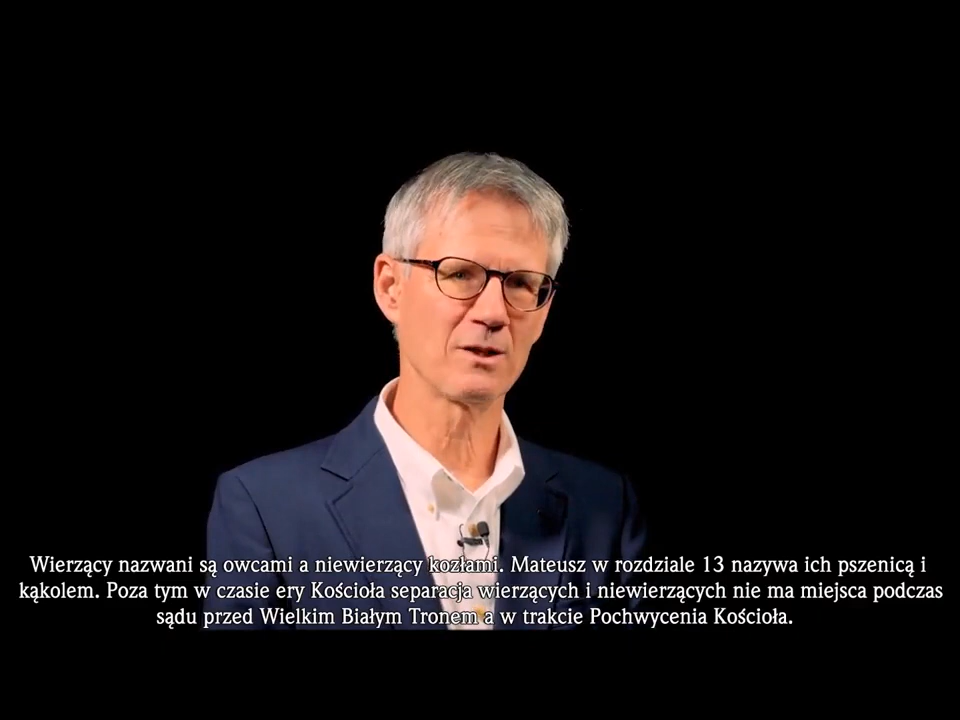 Wierzący nazwani są owcami a niewierzący kozłami. Mateusz w rozdziale 13 nazywa ich pszenicą i
kąkolem. Poza tym w czasie ery Kościoła separacja wierzących i niewierzących nie ma miejsca podczas
sądu przed Wielkim Białym Tronem a w trakcie Pochwycenia Kościoła.